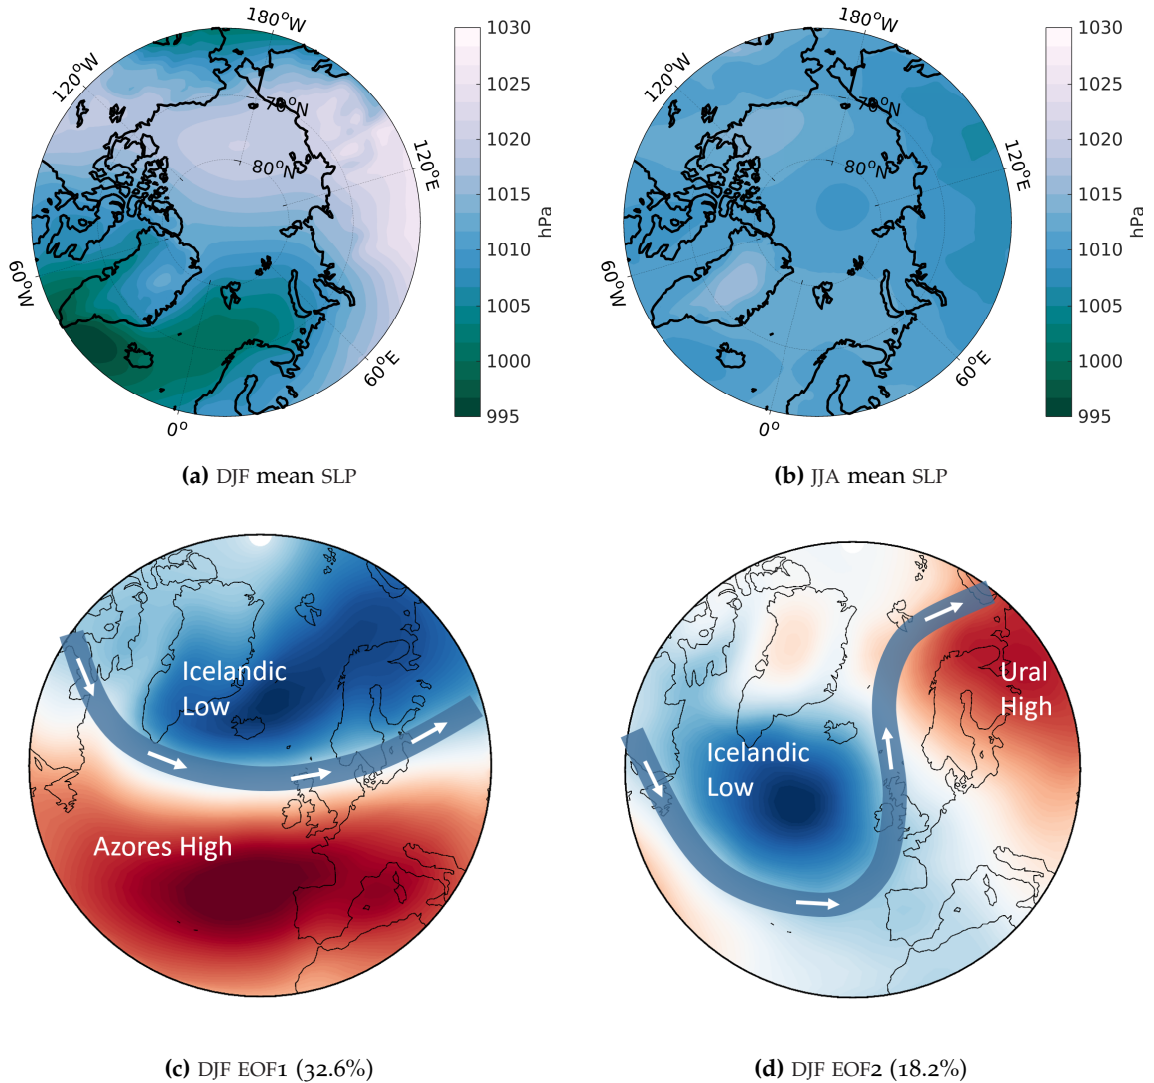 180°W
120°W
70°N
80°N
120°E
60°W
60°E
0°
1030
1025
1020
1015
1010
1005
1000
995
hPa
(a) DJF mean SLP
180°W
120°W
70°N
80°N
120°E
60°W
60°E
0°
1030
1025
1020
1015
1010
1005
1000
995
hPa
(b) JJA mean SLP
Icelandic
Low
Azores High
(c) DJF EOF1 (32.6%)
Icelandic
Low
Ural
High
(d) DJF EOF2 (18.2%)